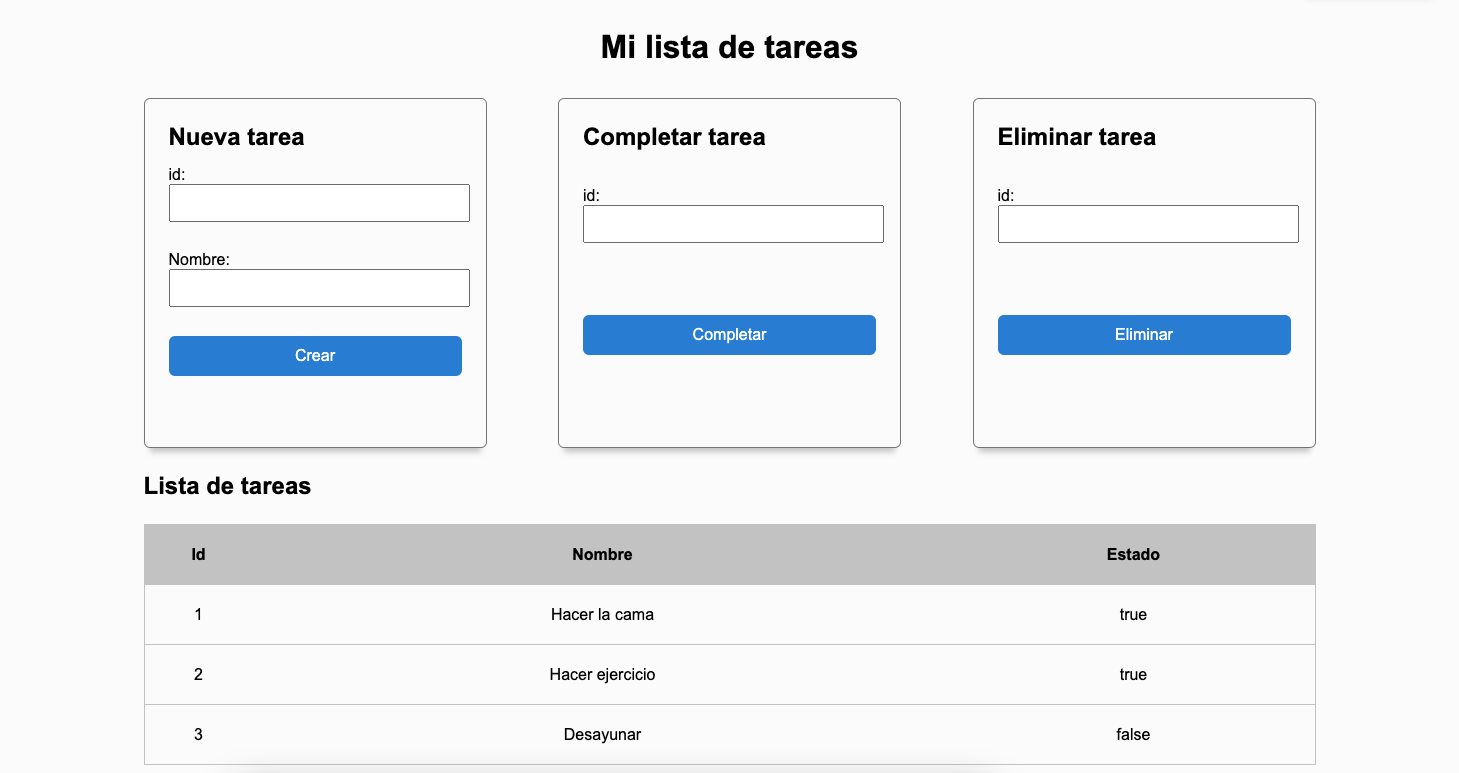 Mi lista de tareas
Nueva tarea
id:
Nombre:
Crear
Completar tarea
id:
Completar
Eliminar tarea
id:
Eliminar
Lista de tareas
Id Nombre Estado
1 Hacer la cama true
2 Hacer ejercicio true
3 Desayunar false